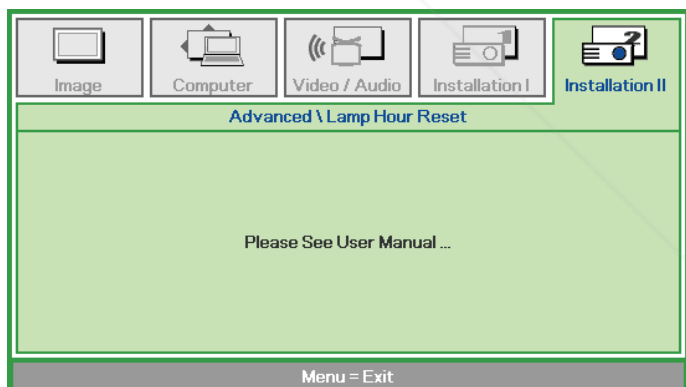 Image
Computer
Video / Audio
Installation I
Installation II
Advanced \ Lamp Hour Reset
Please See User Manual ...
Menu = Exit